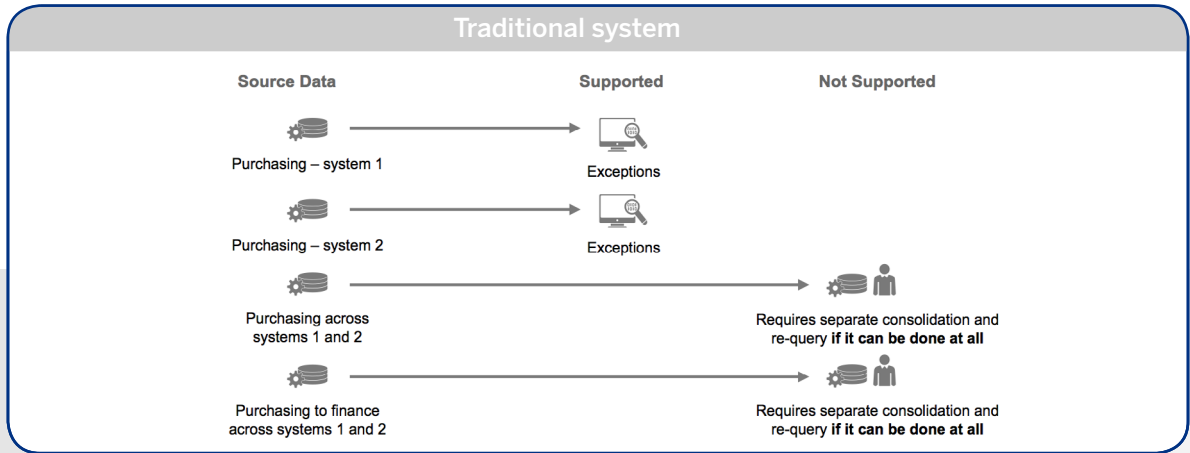 Traditional system
Source Data
Supported
Not Supported
Purchasing – system 1
Exceptions
Purchasing – system 2
Exceptions
Purchasing across
systems 1 and 2
Requires separate consolidation and
re-query if it can be done at all
Purchasing to finance
across systems 1 and 2
Requires separate consolidation and
re-query if it can be done at all